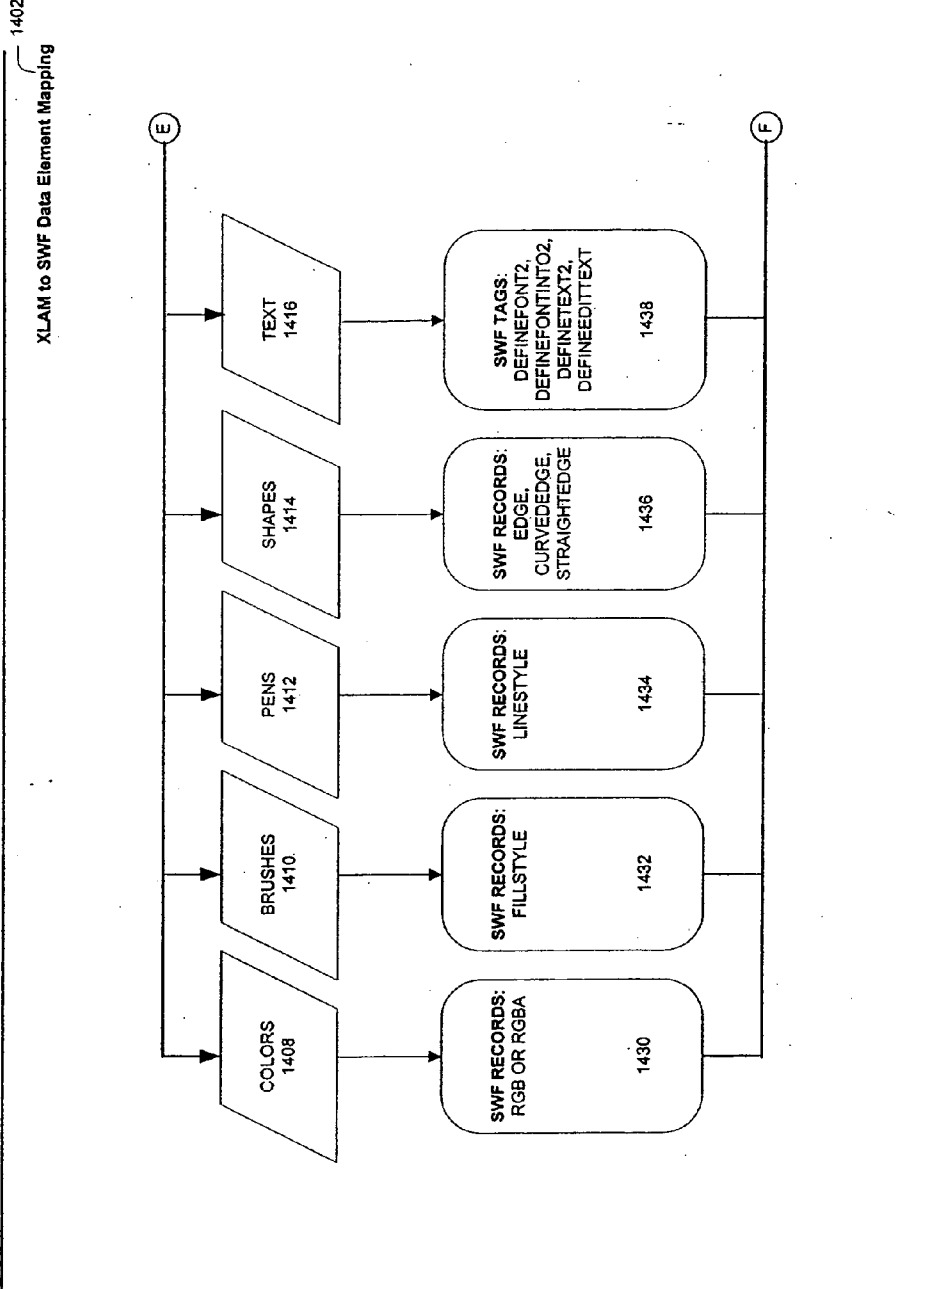 1402
XLAM to SWF Data Element Mapping
E
COLORS
1408
BRUSHES
1410
PENS
1412
SHAPES
1414
TEXT
1416
SWF RECORDS:
RGB OR RGBA
1430
SWF RECORDS:
FILLSTYLE
1432
SWF RECORDS:
LINESTYLE
1434
SWF RECORDS:
EDGE,
CURVEDEDGE,
STRAIGHTEDGE
1436
SWF TAGS:
DEFINEFONT2,
DEFINEFONTINTO2,
DEFINETEXT2,
DEFINEEDITTEXT
1438
F